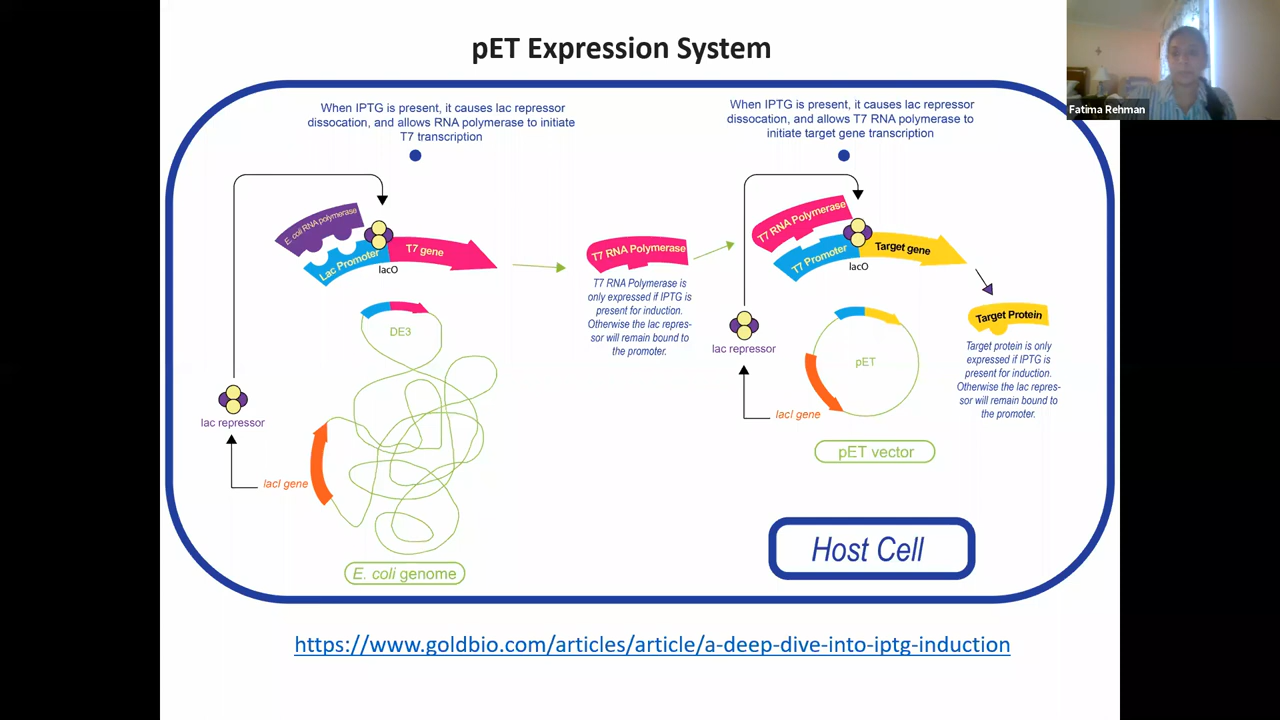 pET Expression System
Fatima Rehman
When IPTG is present, it causes lac repressor
dissocation, and allows RNA polymerase to initiate
T7 transcription
When IPTG is present, it causes lac repressor
dissocation, and allows T7 RNA polymerase to
initiate target gene transcription
E. coli RNA polymerase
Lac Promoter
T7 gene
lacO
T7 RNA Polymerase
T7 RNA Polymerase is
only expressed if IPTG is
present for induction.
Otherwise the lac repres-
sor will remain bound to
the promoter.
T7 RNA Polymerase
T7 Promoter
Target gene
lacO
Target Protein
Target protein is only
expressed if IPTG is
present for induction.
Otherwise the lac repres-
sor will remain bound to
the promoter.
DE3
lac repressor
lacI gene
E. coli genome
lac repressor
lacI gene
pET
pET vector
Host Cell
https://www.goldbio.com/articles/article/a-deep-dive-into-iptg-induction